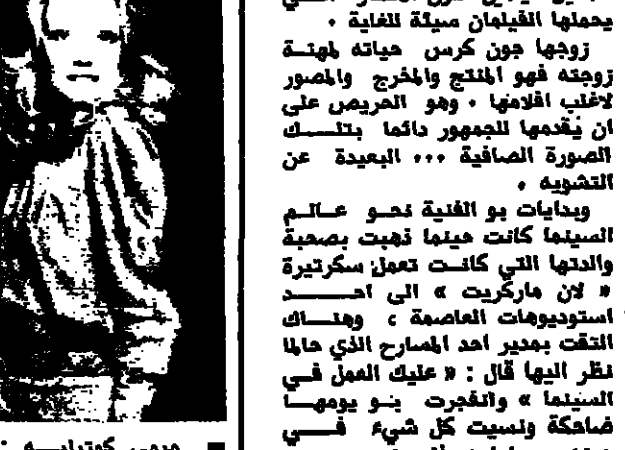 يحملها الفيلمان سيئة للغاية .
زوجها جون كرس حياته لمهنة
زوجته فهو المنتج والمخرج والمصور
لاغلب افلامها . وهو الحريص على
ان يقدمها للجمهور دائما بتلك
الصورة الصافية ... البعيدة عن
التشويه .
وبدايات بو الفنية نحو عالم
السينما كانت حينما ذهبت بصحبة
والدتها التي كانت تعمل سكرتيرة
« لان ماركريت » الى احد
استوديوهات العاصمة ، وهناك
التقت بمدير احد المسارح الذي حالما
نظر اليها قال : « عليك العمل في
السينما » وانفجرت بو يومها
ضاحكة ونسيت كل شيء في